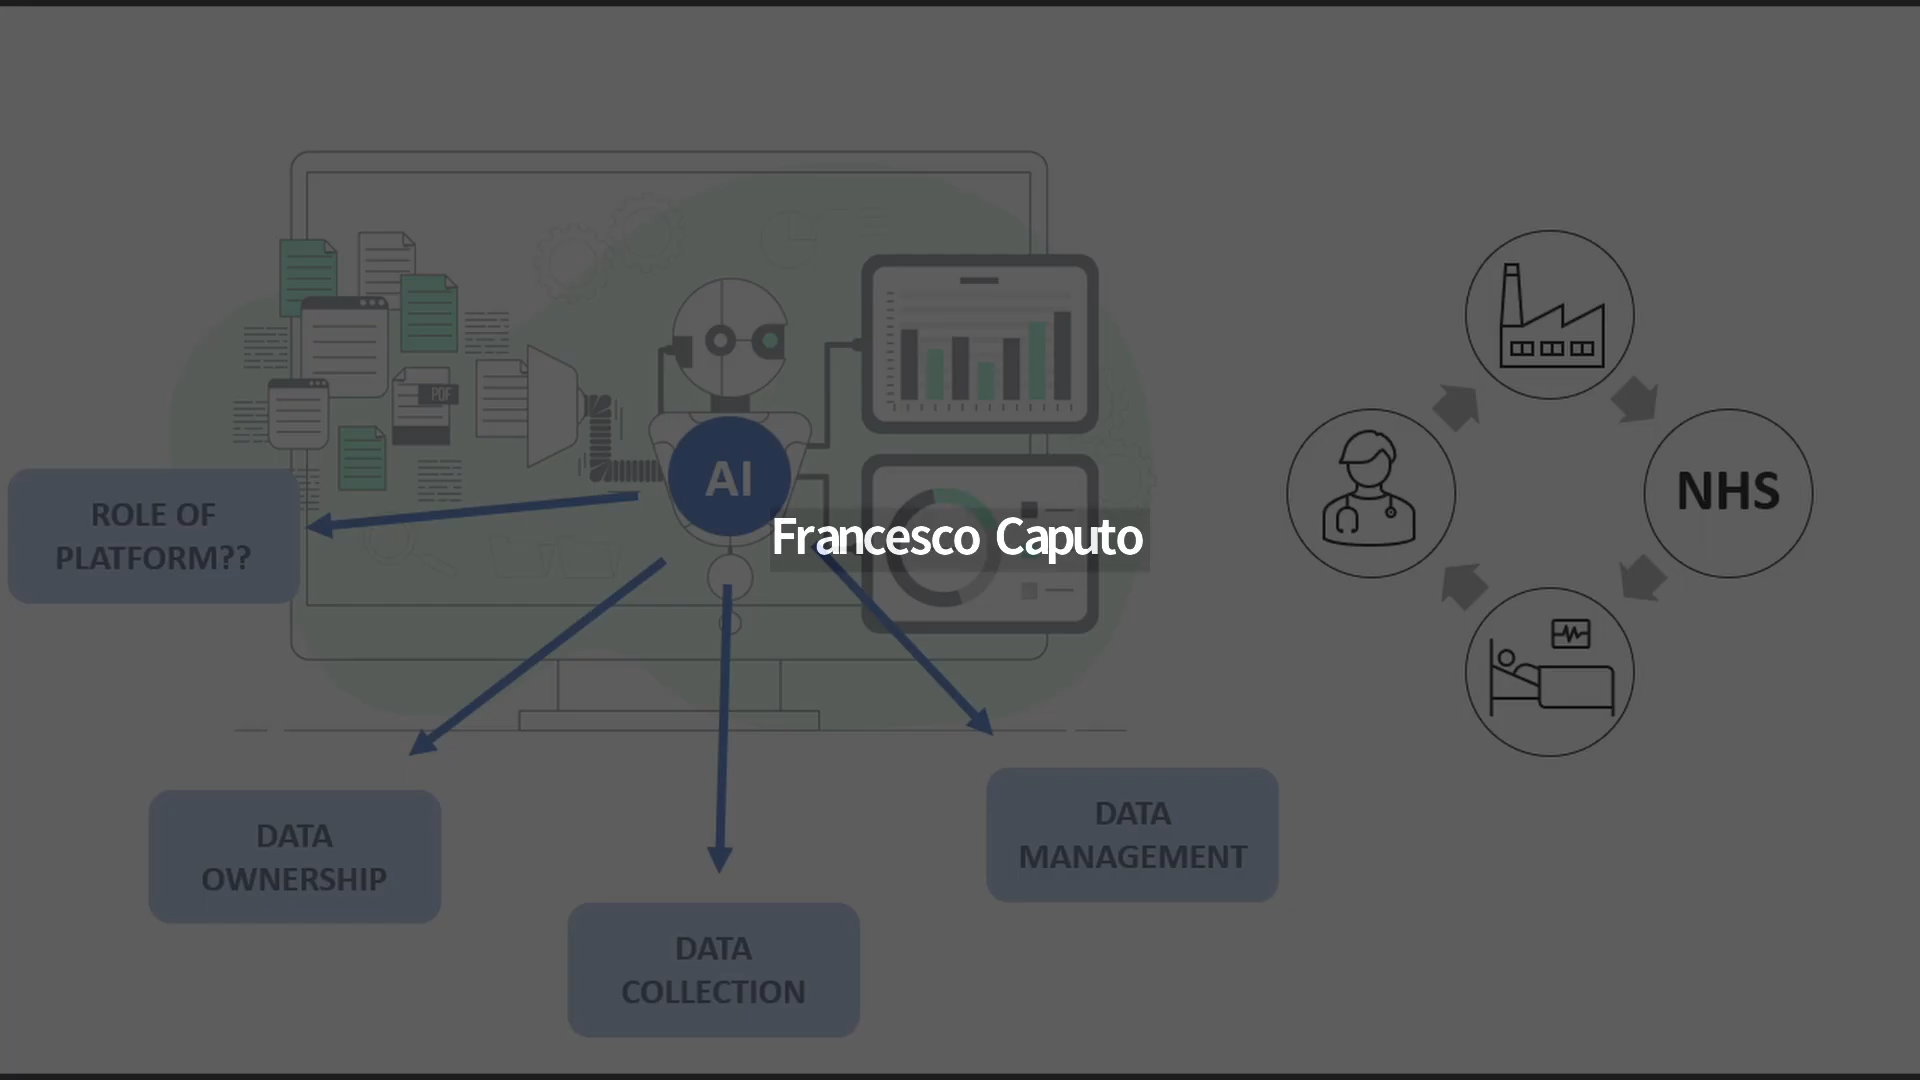 PDF
AI
NHS
ROLE OF
PLATFORM??
Francesco Caputo
DATA
OWNERSHIP
DATA
COLLECTION
DATA
MANAGEMENT